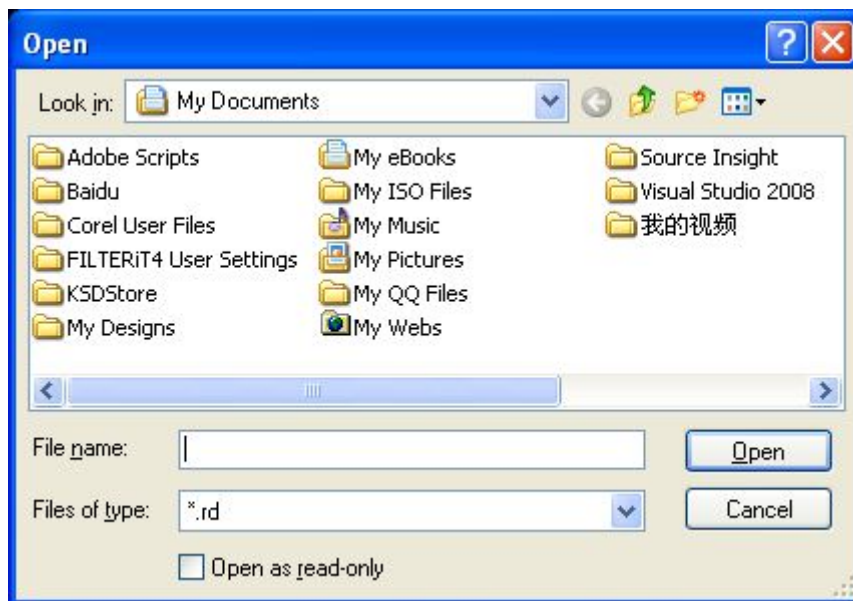 Open
Look in: My Documents
Adobe Scripts
Baidu
Corel User Files
FILTERiT4 User Settings
KSDStore
My Designs
My eBooks
My ISO Files
My Music
My Pictures
My QQ Files
My Webs
Source Insight
Visual Studio 2008
我的视频
File name:
Open
Files of type: *.rd
Cancel
Open as read-only